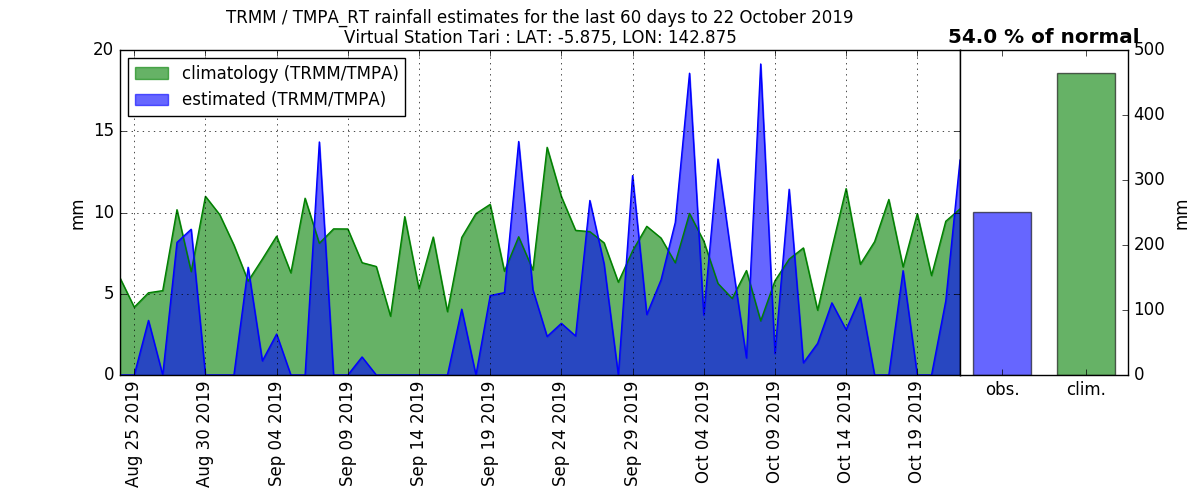 TRMM / TMPA_RT rainfall estimates for the last 60 days to 22 October 2019
Virtual Station Tari : LAT: -5.875, LON: 142.875
54.0 % of normal
climatology (TRMM/TMPA)
estimated (TRMM/TMPA)
mm
20
15
10
5
0
Aug 25 2019
Aug 30 2019
Sep 04 2019
Sep 09 2019
Sep 14 2019
Sep 19 2019
Sep 24 2019
Sep 29 2019
Oct 04 2019
Oct 09 2019
Oct 14 2019
Oct 19 2019
obs.
clim.
500
400
300
200
100
0
mm